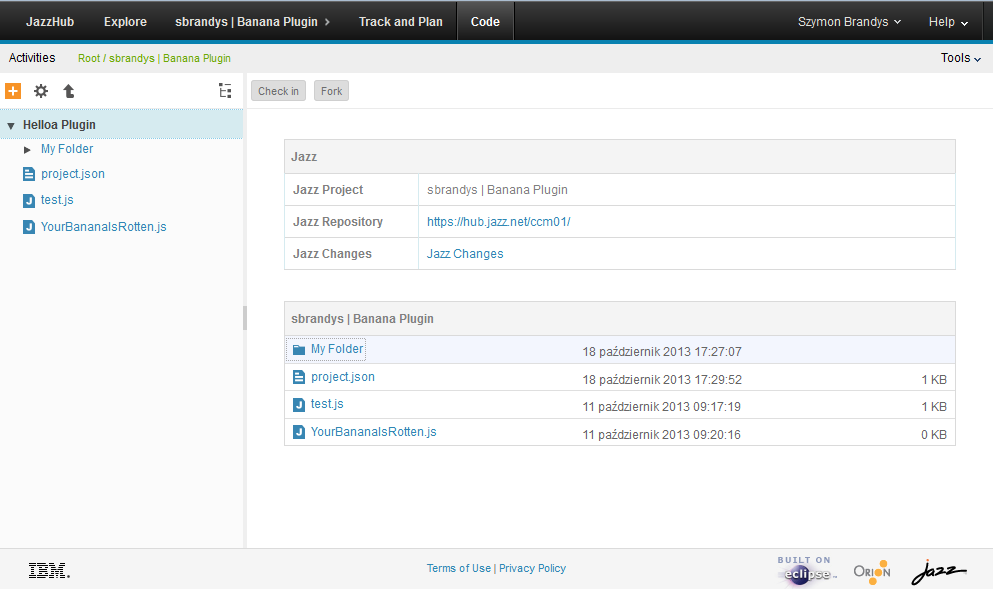 JazzHub Explore sbrandys | Banana Plugin > Track and Plan Code Szymon Brandys Help
Activities Root / sbrandys | Banana Plugin Tools
Check in Fork
Helloa Plugin
My Folder
project.json
test.js
YourBananaIsRotten.js
Jazz
Jazz Project sbrandys | Banana Plugin
Jazz Repository https://hub.jazz.net/ccm01/
Jazz Changes Jazz Changes
sbrandys | Banana Plugin
My Folder 18 październik 2013 17:27:07
project.json 18 październik 2013 17:29:52 1 KB
test.js 11 październik 2013 09:17:19 1 KB
YourBananaIsRotten.js 11 październik 2013 09:20:16 0 KB
IBM. Terms of Use | Privacy Policy BUILT ON eclipse ORION Jazz